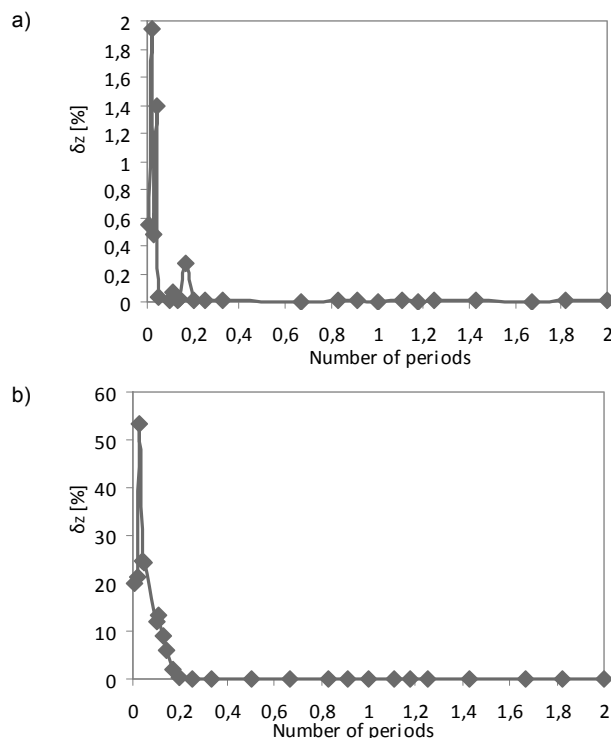 a)
δz [%]
2
1,8
1,6
1,4
1,2
1
0,8
0,6
0,4
0,2
0
0 0,2 0,4 0,6 0,8 1 1,2 1,4 1,6 1,8 2
Number of periods
b)
δz [%]
60
50
40
30
20
10
0
0 0,2 0,4 0,6 0,8 1 1,2 1,4 1,6 1,8 2
Number of periods